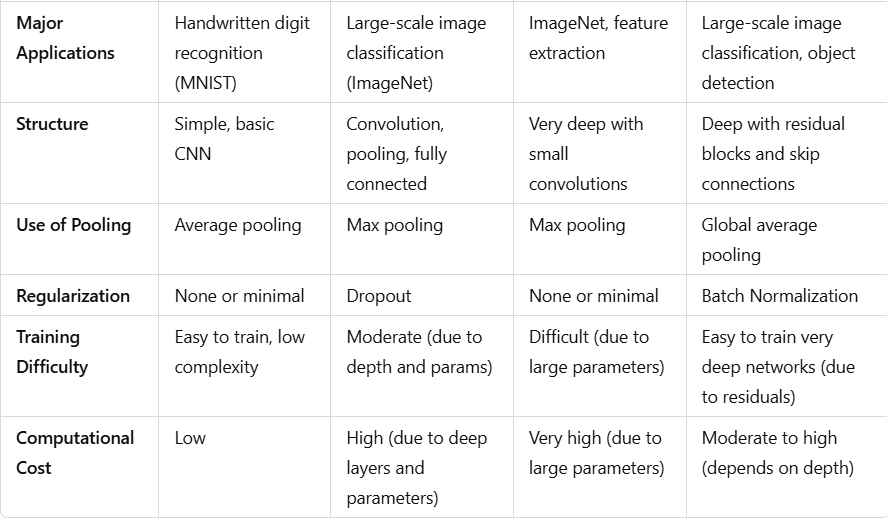 Major Applications
Handwritten digit recognition (MNIST)
Large-scale image classification (ImageNet)
ImageNet, feature extraction
Large-scale image classification, object detection
Structure
Simple, basic CNN
Convolution, pooling, fully connected
Very deep with small convolutions
Deep with residual blocks and skip connections
Use of Pooling
Average pooling
Max pooling
Max pooling
Global average pooling
Regularization
None or minimal
Dropout
None or minimal
Batch Normalization
Training Difficulty
Easy to train, low complexity
Moderate (due to depth and params)
Difficult (due to large parameters)
Easy to train very deep networks (due to residuals)
Computational Cost
Low
High (due to deep layers and parameters)
Very high (due to large parameters)
Moderate to high (depends on depth)